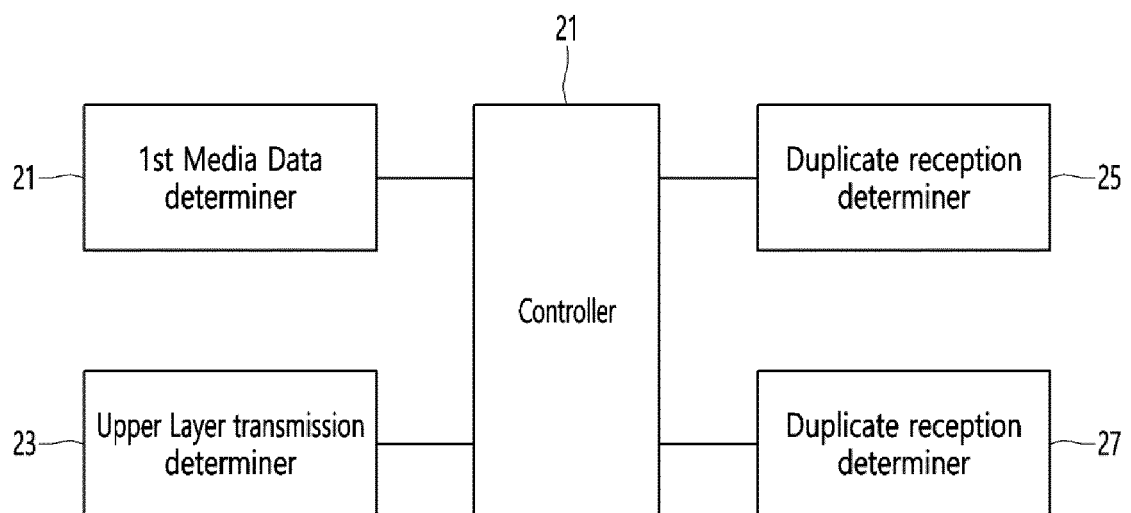 21
21
1st Media Data
determiner
Duplicate reception
determiner
25
Controller
23
Upper Layer transmission
determiner
Duplicate reception
determiner
27